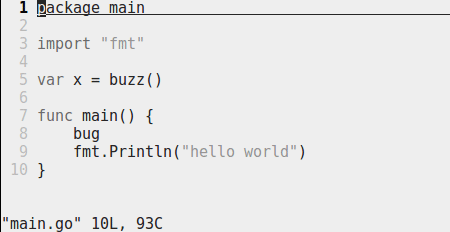 1 package main
2
3 import "fmt"
4
5 var x = buzz()
6
7 func main() {
8     bug
9     fmt.Println("hello world")
10 }
"main.go" 10L, 93C